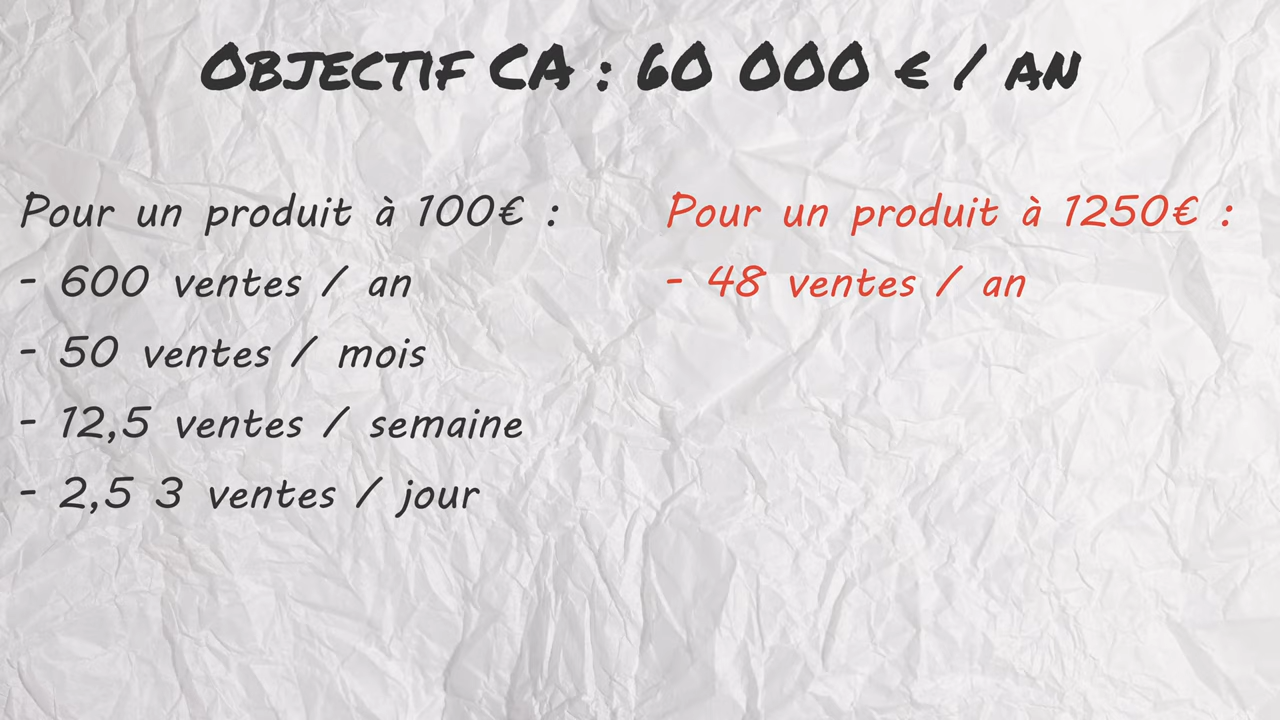 OBJECTIF CA : 60 000 € / AN
Pour un produit à 100€ :
- 600 ventes / an
- 50 ventes / mois
- 12,5 ventes / semaine
- 2,5 3 ventes / jour
Pour un produit à 1250€ :
- 48 ventes / an